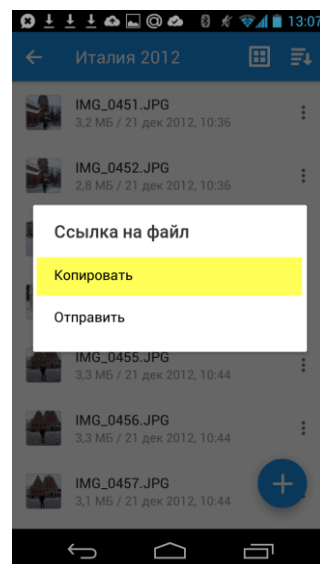 13:07
Италия 2012
IMG_0451.JPG
3,2 МБ / 21 дек 2012, 10:36
IMG_0452.JPG
2,8 МБ / 21 дек 2012, 10:36
Ссылка на файл
Копировать
Отправить
IMG_0455.JPG
3,3 МБ / 21 дек 2012, 10:44
IMG_0456.JPG
3,3 МБ / 21 дек 2012, 10:44
IMG_0457.JPG
3,1 МБ / 21 дек 2012, 10:44